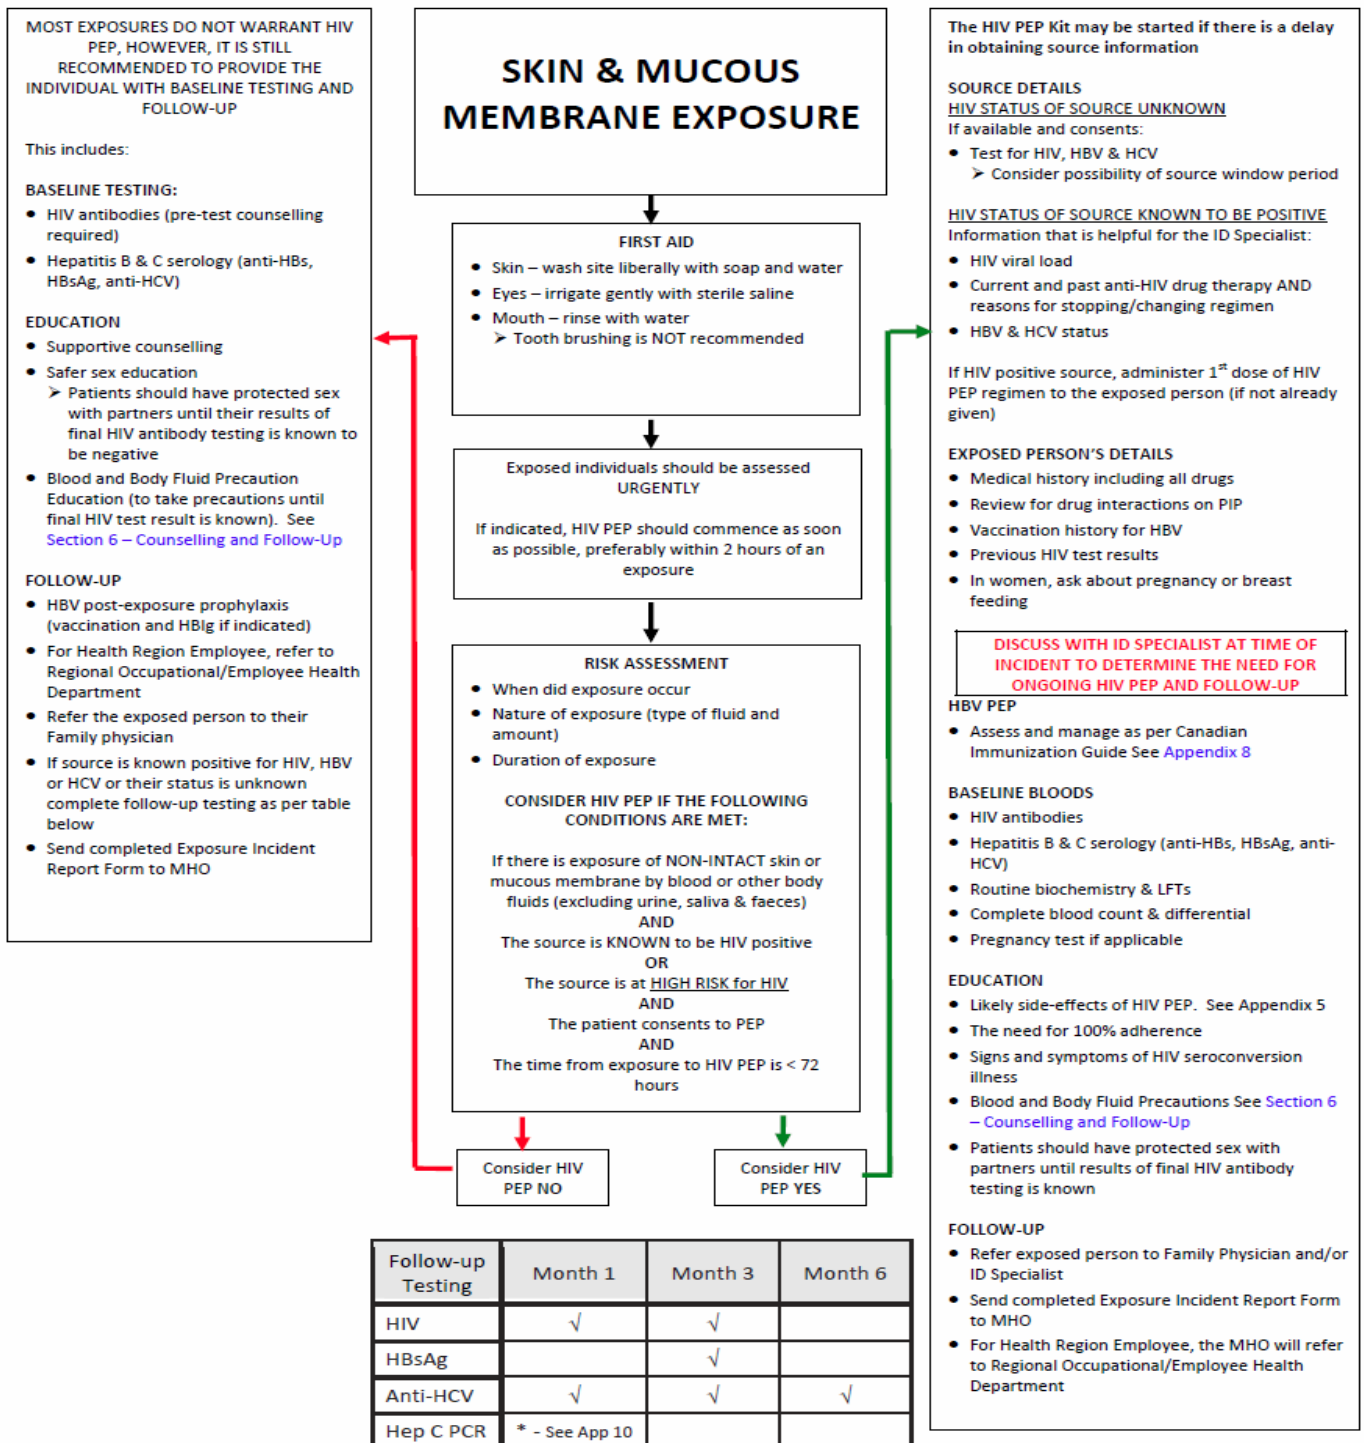 MOST EXPOSURES DO NOT WARRANT HIV
PEP, HOWEVER, IT IS STILL
RECOMMENDED TO PROVIDE THE
INDIVIDUAL WITH BASELINE TESTING AND
FOLLOW-UP
This includes:
BASELINE TESTING:
• HIV antibodies (pre-test counselling
required)
• Hepatitis B & C serology (anti-HBs,
HBsAg, anti-HCV)
EDUCATION
• Supportive counselling
• Safer sex education
➢ Patients should have protected sex
with partners until their results of
final HIV antibody testing is known to
be negative
• Blood and Body Fluid Precaution
Education (to take precautions until
final HIV test result is known). See
Section 6 – Counselling and Follow-Up
FOLLOW-UP
• HBV post-exposure prophylaxis
(vaccination and HBIg if indicated)
• For Health Region Employee, refer to
Regional Occupational/Employee Health
Department
• Refer the exposed person to their
Family physician
• If source is known positive for HIV, HBV
or HCV or their status is unknown
complete follow-up testing as per table
below
• Send completed Exposure Incident
Report Form to MHO
SKIN & MUCOUS
MEMBRANE EXPOSURE
FIRST AID
• Skin – wash site liberally with soap and water
• Eyes – irrigate gently with sterile saline
• Mouth – rinse with water
➢ Tooth brushing is NOT recommended
Exposed individuals should be assessed
URGENTLY
If indicated, HIV PEP should commence as soon
as possible, preferably within 2 hours of an
exposure
RISK ASSESSMENT
• When did exposure occur
• Nature of exposure (type of fluid and
amount)
• Duration of exposure
CONSIDER HIV PEP IF THE FOLLOWING
CONDITIONS ARE MET:
If there is exposure of NON-INTACT skin or
mucous membrane by blood or other body
fluids (excluding urine, saliva & faeces)
AND
The source is KNOWN to be HIV positive
OR
The source is at HIGH RISK for HIV
AND
The patient consents to PEP
AND
The time from exposure to HIV PEP is < 72
hours
Consider HIV
PEP NO
Consider HIV
PEP YES
The HIV PEP Kit may be started if there is a delay
in obtaining source information
SOURCE DETAILS
HIV STATUS OF SOURCE UNKNOWN
If available and consents:
• Test for HIV, HBV & HCV
➢ Consider possibility of source window period
HIV STATUS OF SOURCE KNOWN TO BE POSITIVE
Information that is helpful for the ID Specialist:
• HIV viral load
• Current and past anti-HIV drug therapy AND
reasons for stopping/changing regimen
• HBV & HCV status
If HIV positive source, administer 1st dose of HIV
PEP regimen to the exposed person (if not already
given)
EXPOSED PERSON'S DETAILS
• Medical history including all drugs
• Review for drug interactions on PIP
• Vaccination history for HBV
• Previous HIV test results
• In women, ask about pregnancy or breast
feeding
DISCUSS WITH ID SPECIALIST AT TIME OF
INCIDENT TO DETERMINE THE NEED FOR
ONGOING HIV PEP AND FOLLOW-UP
HBV PEP
• Assess and manage as per Canadian
Immunization Guide See Appendix 8
BASELINE BLOODS
• HIV antibodies
• Hepatitis B & C serology (anti-HBs, HBsAg, anti-
HCV)
• Routine biochemistry & LFTs
• Complete blood count & differential
• Pregnancy test if applicable
EDUCATION
• Likely side-effects of HIV PEP. See Appendix 5
• The need for 100% adherence
• Signs and symptoms of HIV seroconversion
illness
• Blood and Body Fluid Precautions See Section 6
– Counselling and Follow-Up
• Patients should have protected sex with
partners until results of final HIV antibody
testing is known
FOLLOW-UP
• Refer exposed person to Family Physician and/or
ID Specialist
• Send completed Exposure Incident Report Form
to MHO
• For Health Region Employee, the MHO will refer
to Regional Occupational/Employee Health
Department
Follow-up
Testing Month 1 Month 3 Month 6
HIV √ √
HBsAg √
Anti-HCV √ √ √
Hep C PCR * - See App 10